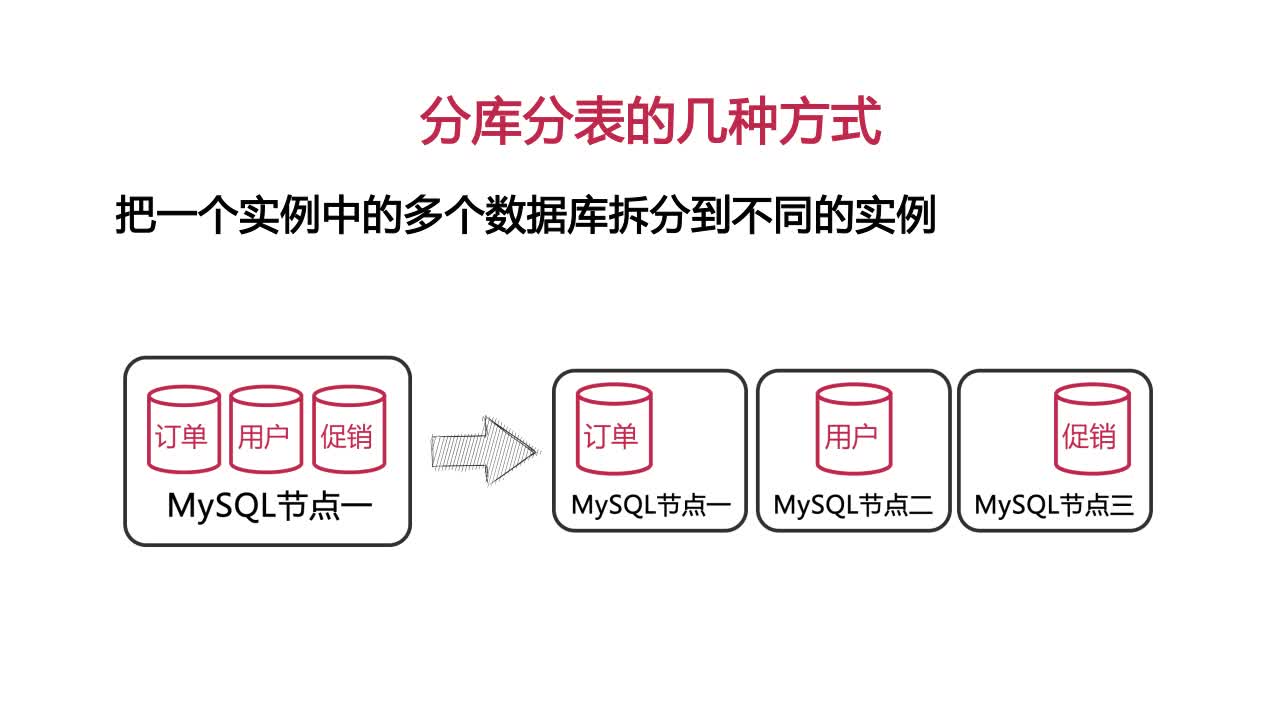 分库分表的几种方式
把一个实例中的多个数据库拆分到不同的实例
订单 用户 促销
MySQL节点一
订单
MySQL节点一
用户
MySQL节点二
促销
MySQL节点三